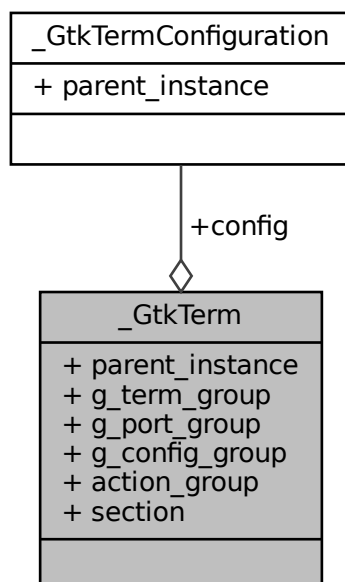 _GtkTermConfiguration
+ parent_instance
+config
_GtkTerm
+ parent_instance
+ g_term_group
+ g_port_group
+ g_config_group
+ action_group
+ section